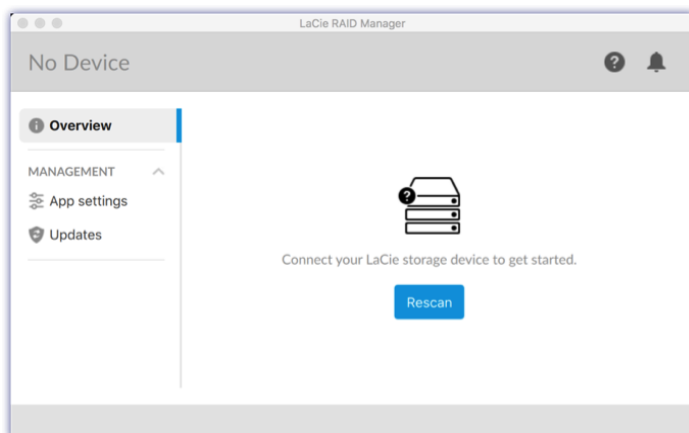 LaCie RAID Manager
No Device
Overview
MANAGEMENT
App settings
Updates
Connect your LaCie storage device to get started.
Rescan